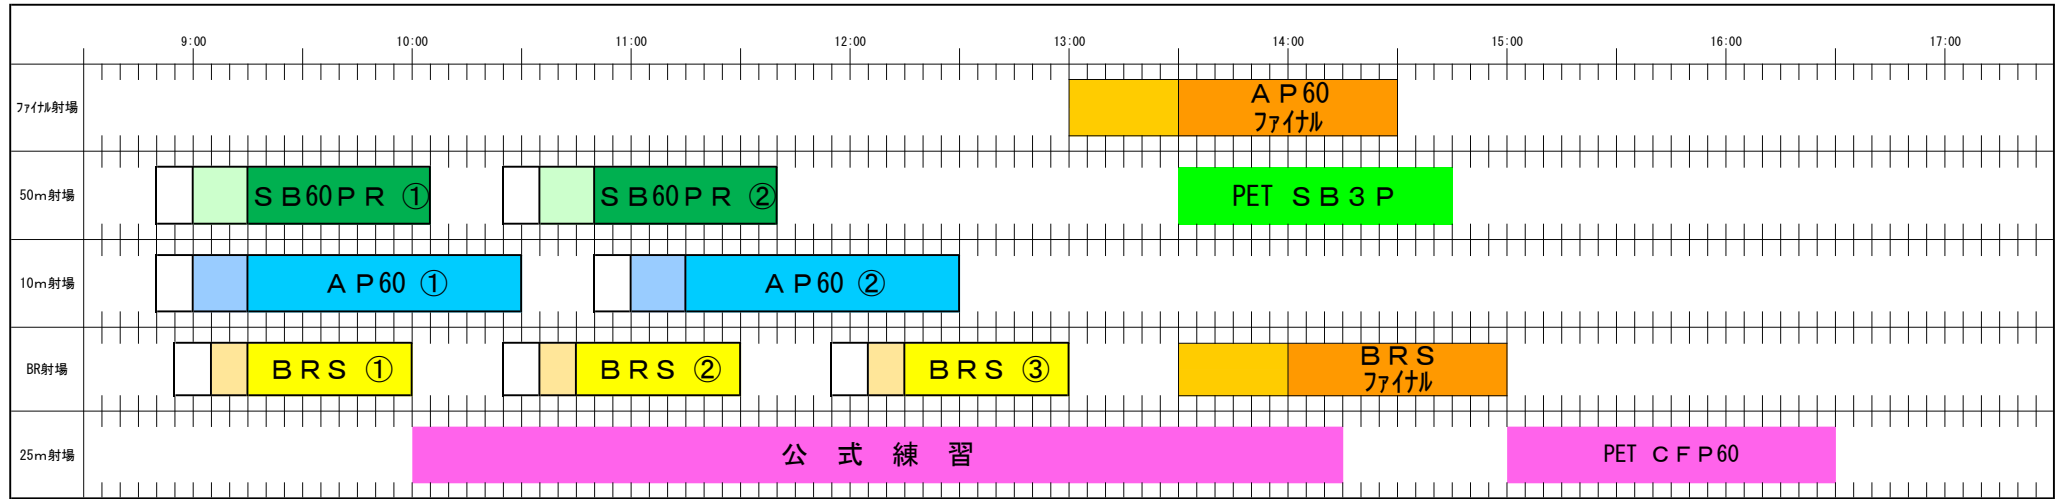 9:00 10:00 11:00 12:00 13:00 14:00 15:00 16:00 17:00
ﾌｧｲﾅﾙ射場
ＡＰ60
ﾌｧｲﾅﾙ
50ｍ射場
ＳＢ60ＰＲ ①
ＳＢ60ＰＲ ②
PET ＳＢ３Ｐ
10ｍ射場
ＡＰ60 ①
ＡＰ60 ②
BR射場
ＢＲＳ ①
ＢＲＳ ②
ＢＲＳ ③
ＢＲＳ
ﾌｧｲﾅﾙ
25ｍ射場
公 式 練 習
PET ＣＦＰ60